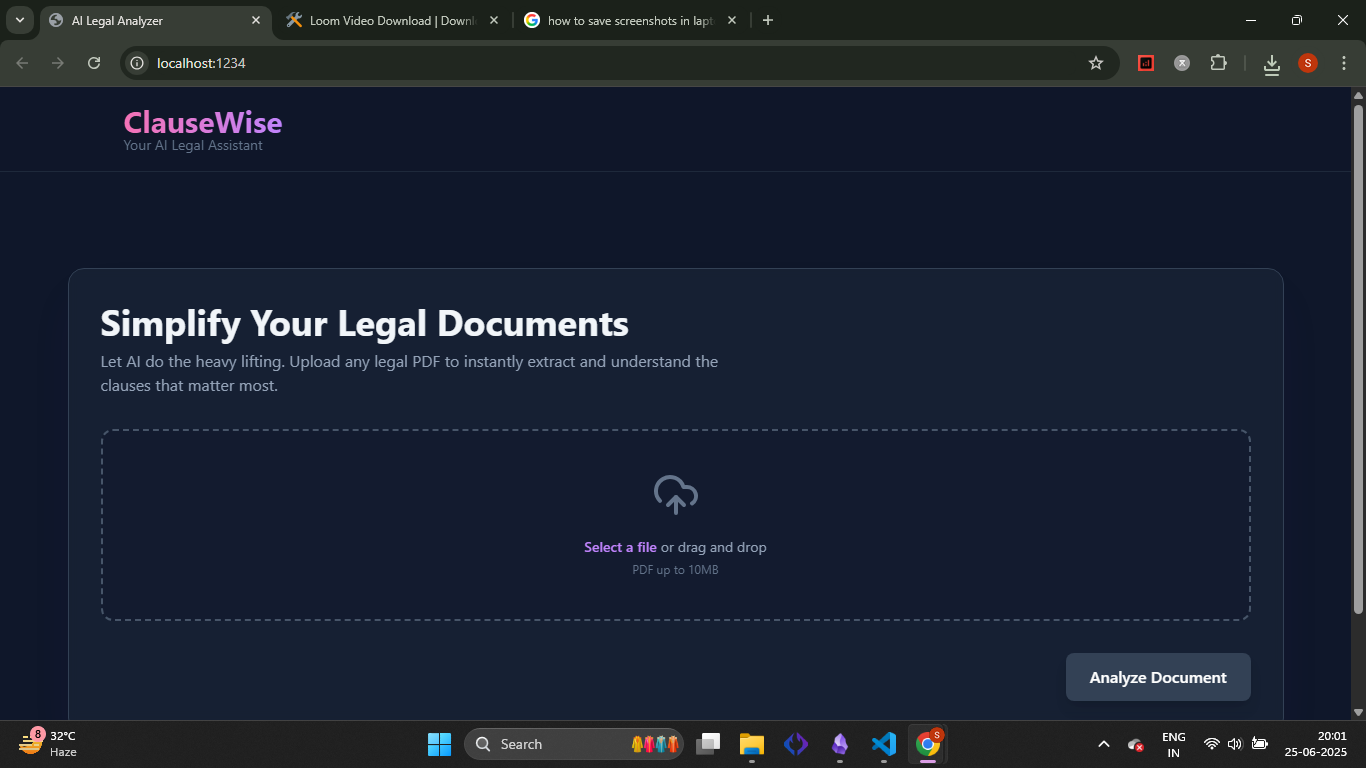 AI Legal Analyzer
Loom Video Download | Downl
how to save screenshots in lapt
localhost:1234
S
ClauseWise
Your AI Legal Assistant
Simplify Your Legal Documents
Let AI do the heavy lifting. Upload any legal PDF to instantly extract and understand the
clauses that matter most.
Select a file or drag and drop
PDF up to 10MB
Analyze Document
8
32°C
Haze
Search
S
ENG
IN
20:01
25-06-2025